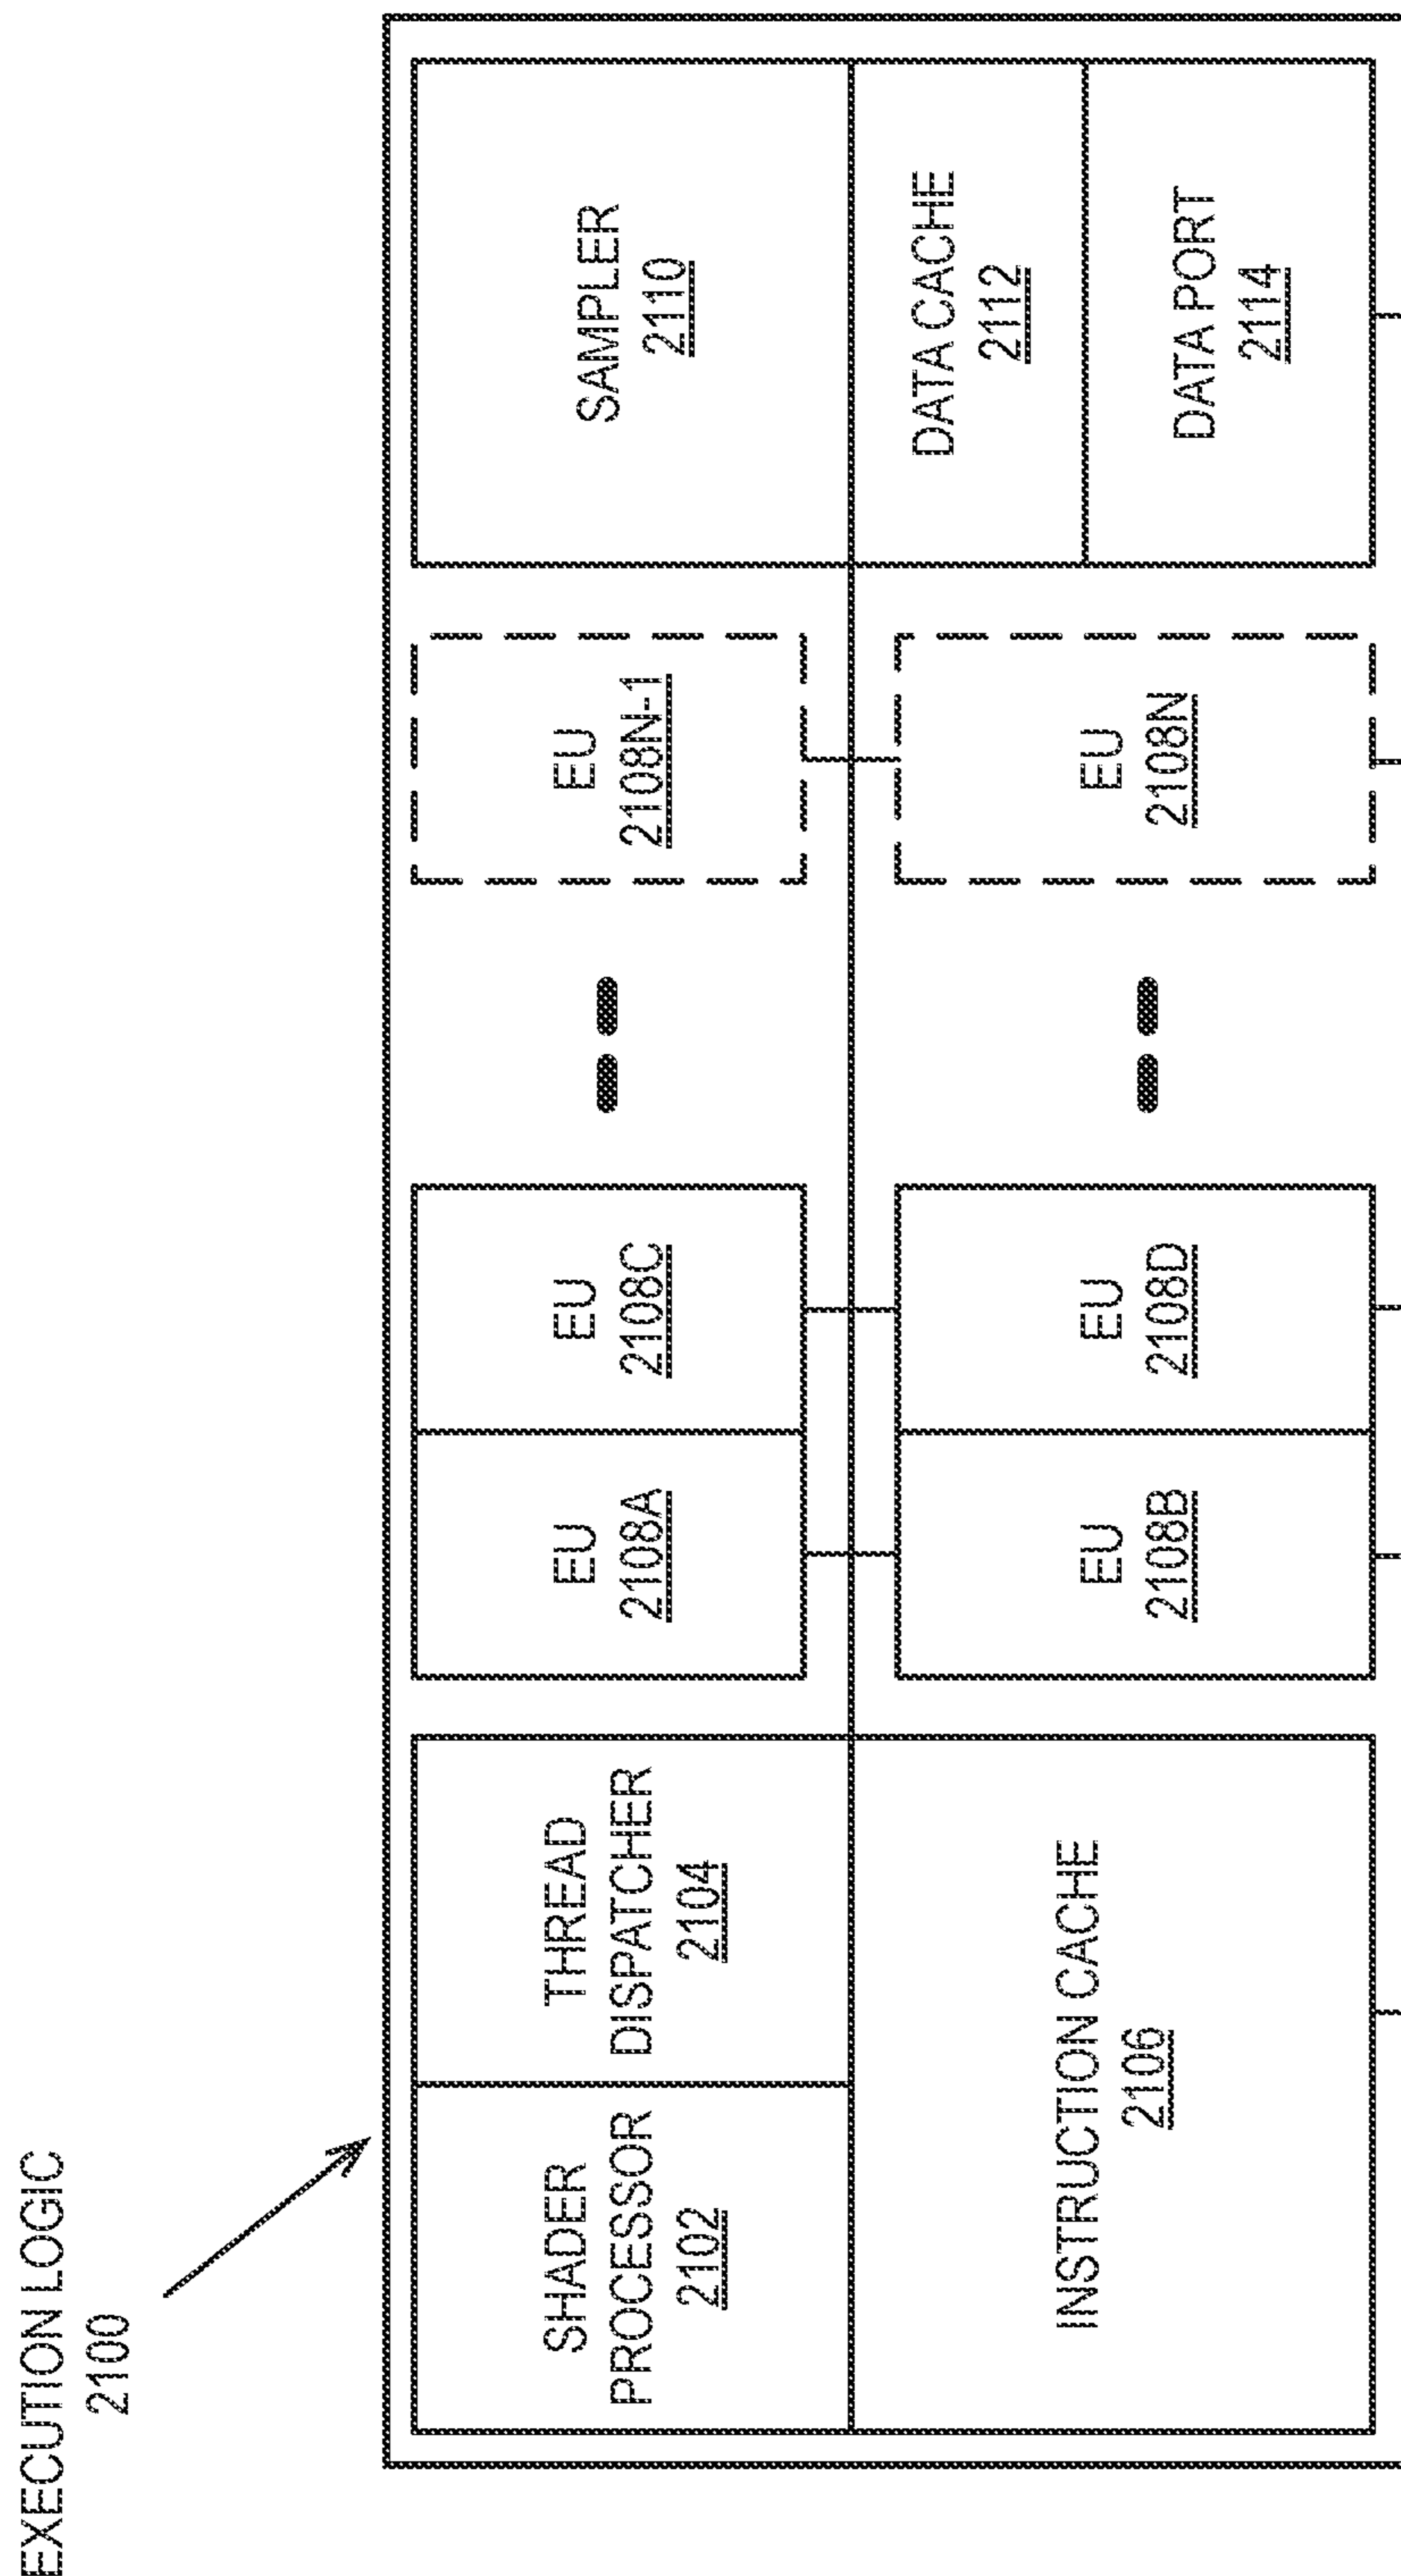 EXECUTION LOGIC
2100
SHADER
PROCESSOR
2102
THREAD
DISPATCHER
2104
INSTRUCTION CACHE
2106
EU
2108A
EU
2108C
EU
2108N-1
EU
2108B
EU
2108D
EU
2108N
SAMPLER
2110
DATA CACHE
2112
DATA PORT
2114